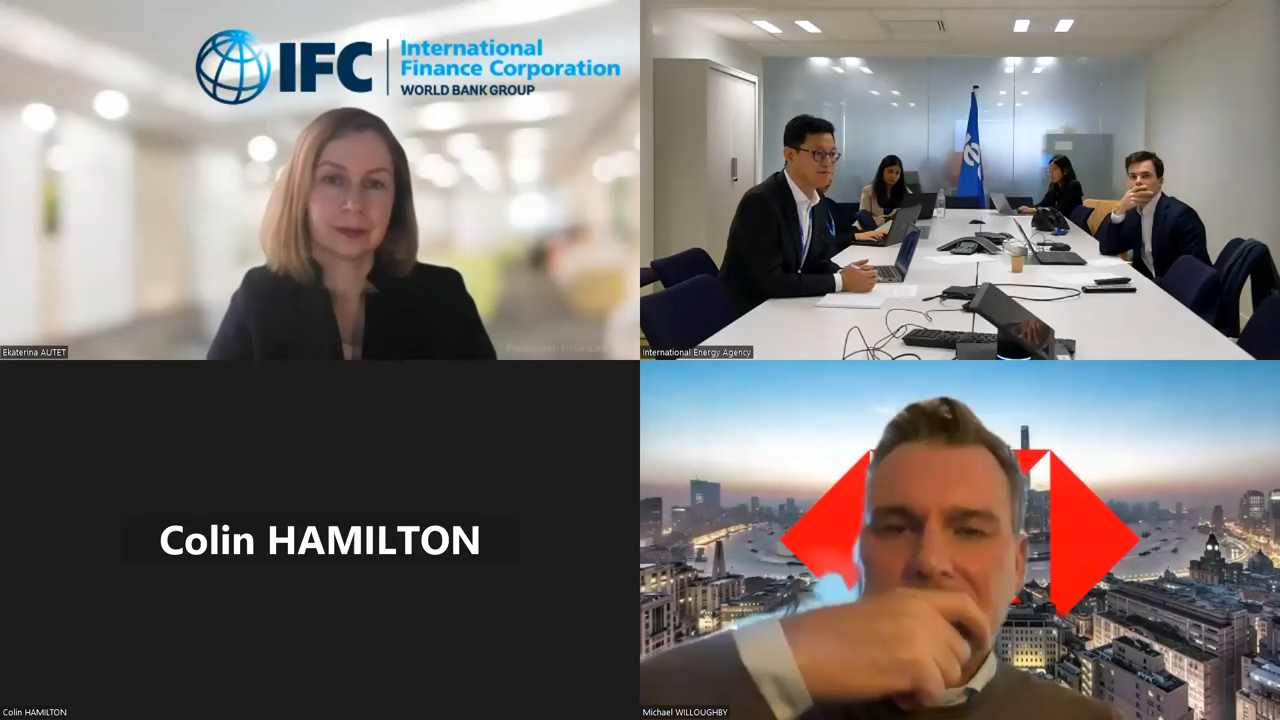 IFC
International
Finance Corporation
WORLD BANK GROUP
Ekaterina AUTET
International Energy Agency
Colin HAMILTON
Colin HAMILTON
Michael WILLOUGHBY